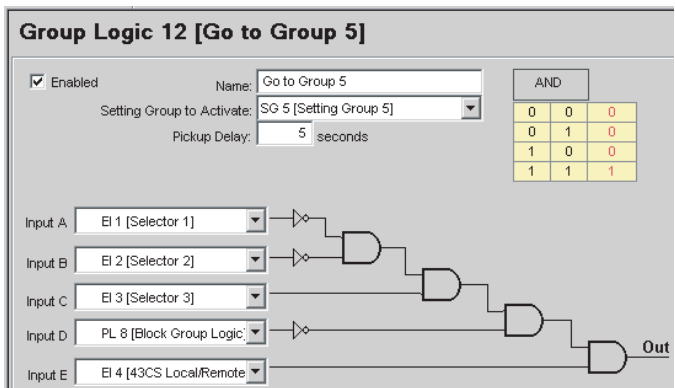 Group Logic 12 [Go to Group 5]
Enabled
Name: Go to Group 5
Setting Group to Activate: SG 5 [Setting Group 5]
Pickup Delay: 5 seconds
AND
0 0 0
0 1 0
1 0 0
1 1 1
Input A EI 1 [Selector 1]
Input B EI 2 [Selector 2]
Input C EI 3 [Selector 3]
Input D PL 8 [Block Group Logic]
Input E EI 4 [43CS Local/Remote
Out